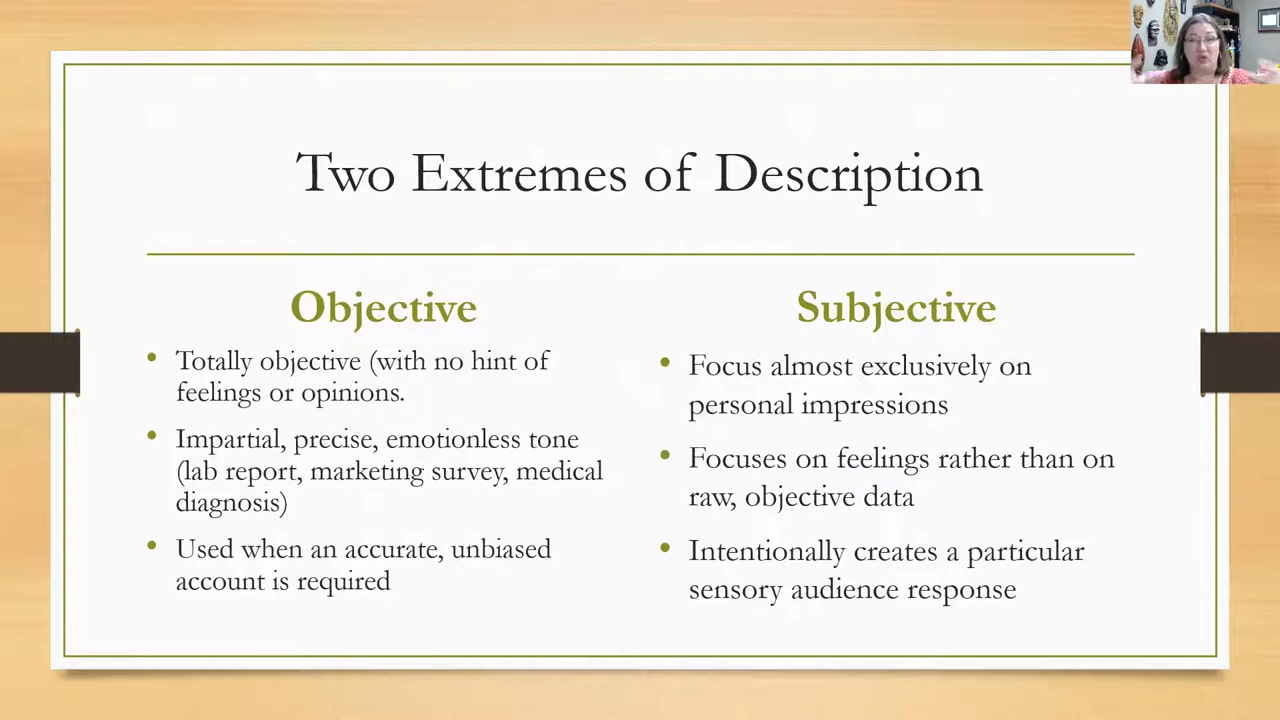 Two Extremes of Description
Objective
Totally objective (with no hint of
feelings or opinions.
Impartial, precise, emotionless tone
(lab report, marketing survey, medical
diagnosis)
Used when an accurate, unbiased
account is required
Subjective
Focus almost exclusively on
personal impressions
Focuses on feelings rather than on
raw, objective data
Intentionally creates a particular
sensory audience response